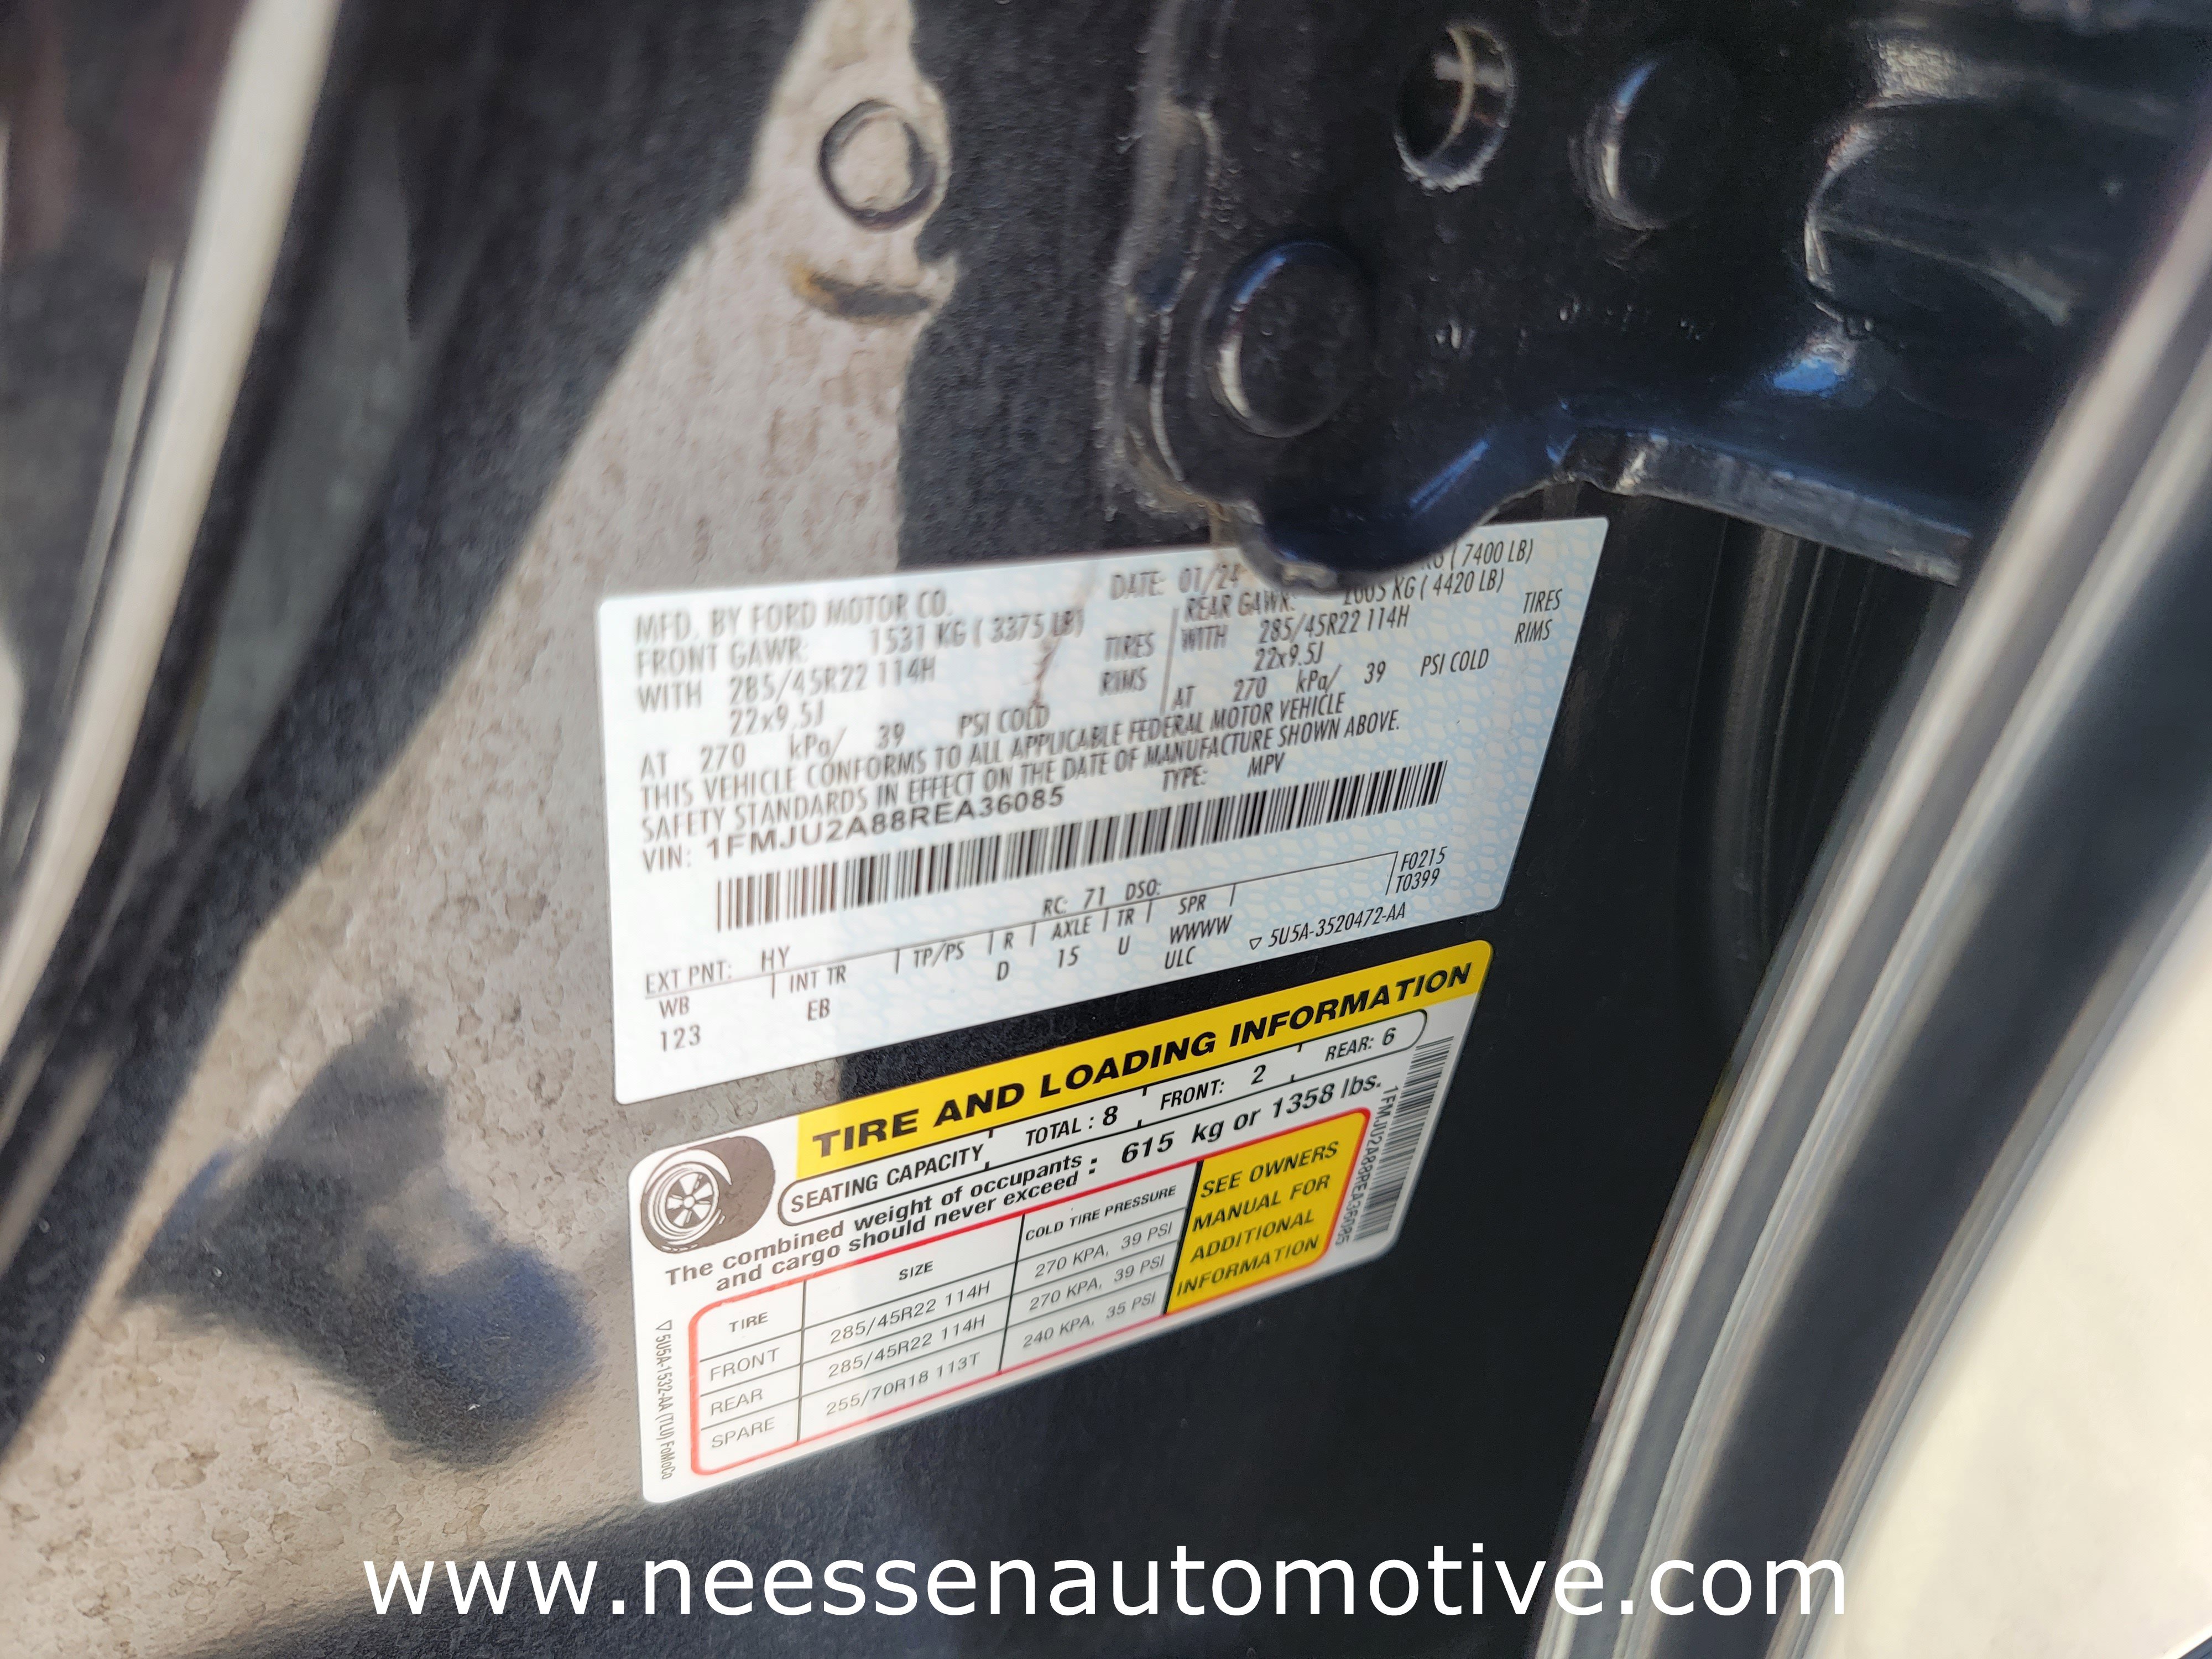 MFD. BY FORD MOTOR CO.
DATE: 01/24
KG ( 7400 LB)
FRONT GAWR: 1531 KG ( 3375 LB)
REAR GAWR: 2005 KG ( 4420 LB)
WITH 285/45R22 114H TIRES
WITH 285/45R22 114H TIRES
22x9.5J RIMS
22x9.5J RIMS
AT 270 kPa/ 39 PSI COLD
AT 270 kPa/ 39 PSI COLD
THIS VEHICLE CONFORMS TO ALL APPLICABLE FEDERAL MOTOR VEHICLE
SAFETY STANDARDS IN EFFECT ON THE DATE OF MANUFACTURE SHOWN ABOVE.
VIN: 1FMJU2A88REA36085
TYPE: MPV
EXT PNT: HY RC: 71 DSO:
F0215
T0399
WB INT TR TP/PS R AXLE TR SPR
123 EB D 15 U WWWW
ULC
5U5A-3520472-AA
TIRE AND LOADING INFORMATION
SEATING CAPACITY TOTAL : 8 FRONT: 2 REAR: 6
The combined weight of occupants
and cargo should never exceed : 615 kg or 1358 lbs.
TIRE SIZE COLD TIRE PRESSURE
FRONT 285/45R22 114H 270 KPA, 39 PSI
REAR 285/45R22 114H 270 KPA, 39 PSI
SPARE 255/70R18 113T 240 KPA, 35 PSI
SEE OWNERS
MANUAL FOR
ADDITIONAL
INFORMATION
1FMJU2A88REA36085
5U5A-1532-AA (TLU) FoMoCo
www.neessenautomotive.com